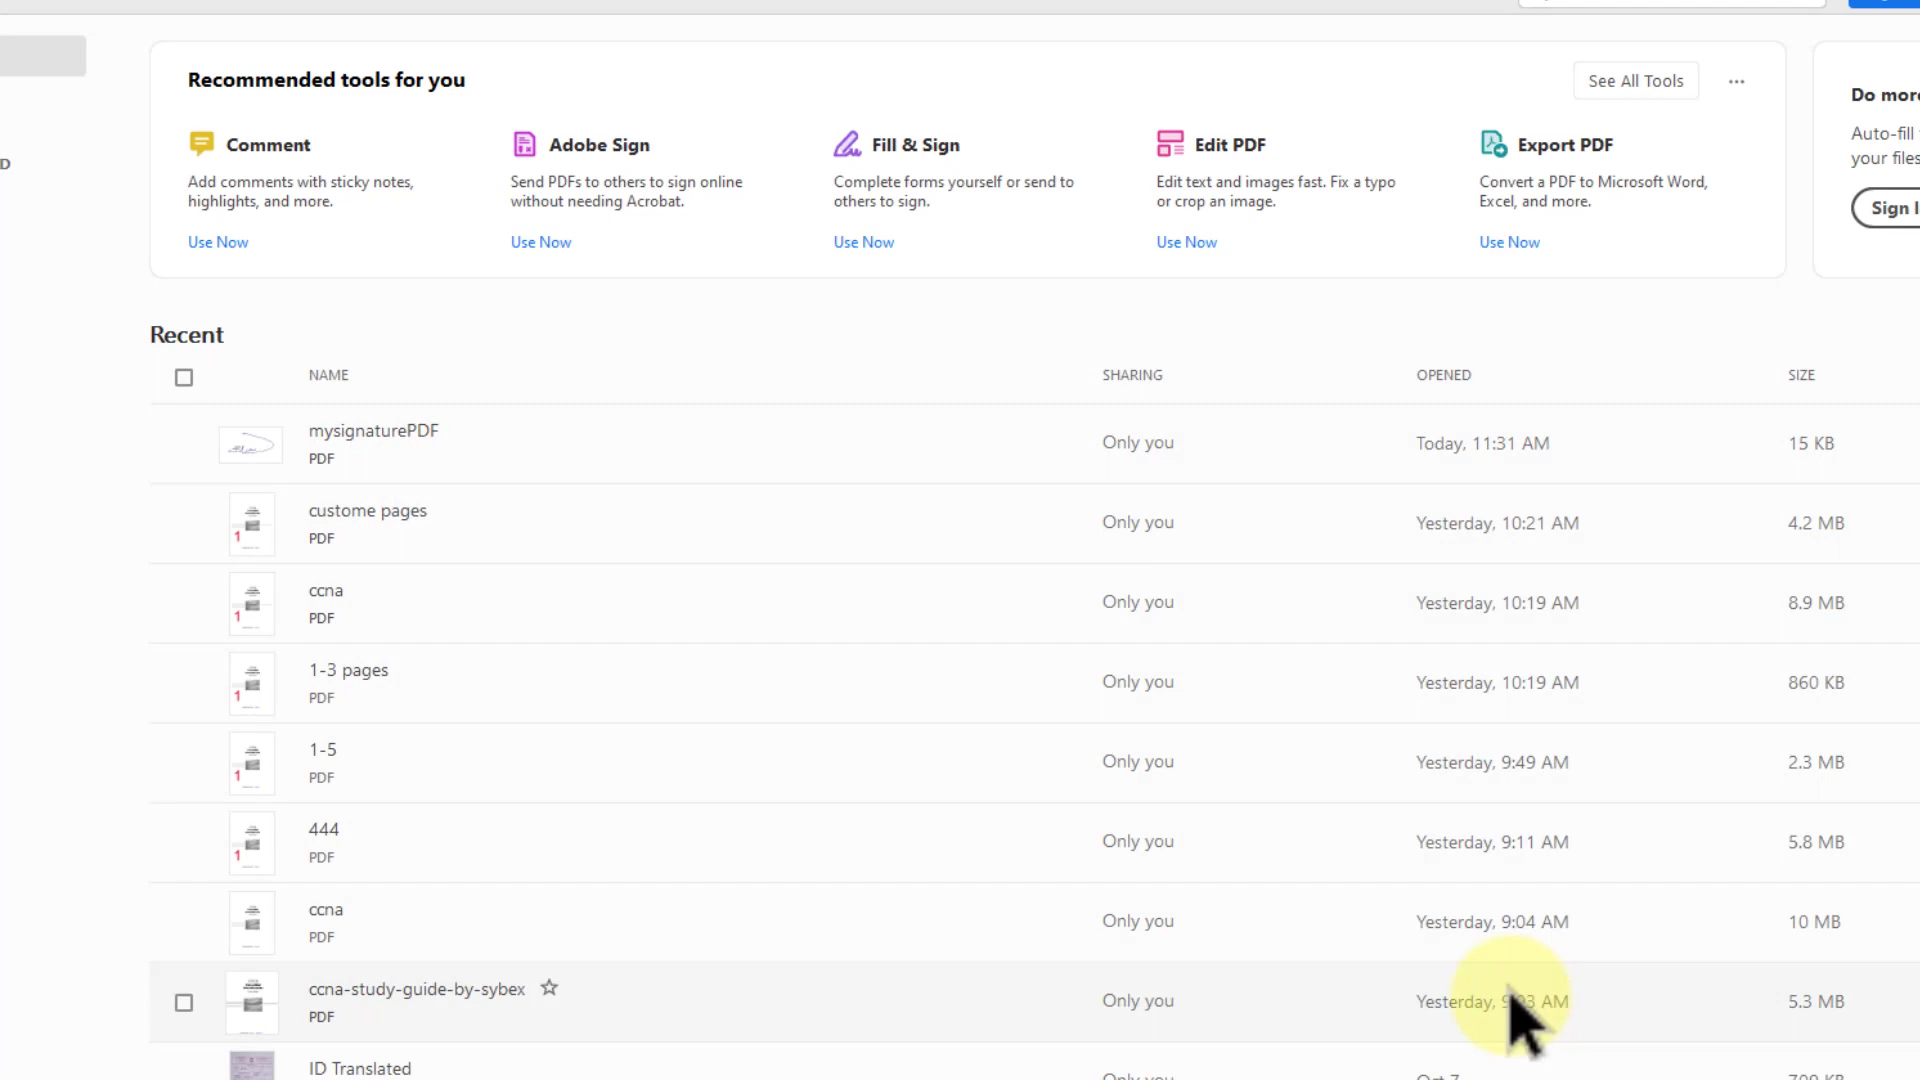 Recommended tools for you
See All Tools
Comment
Add comments with sticky notes,
highlights, and more.
Use Now
Adobe Sign
Send PDFs to others to sign online
without needing Acrobat.
Use Now
Fill & Sign
Complete forms yourself or send to
others to sign.
Use Now
Edit PDF
Edit text and images fast. Fix a typo
or crop an image.
Use Now
Export PDF
Convert a PDF to Microsoft Word,
Excel, and more.
Use Now
Do more
Auto-fill
your files
Sign I
D
Recent
NAME SHARING OPENED SIZE
mysignaturePDF
PDF
Only you Today, 11:31 AM 15 KB
custome pages
PDF
Only you Yesterday, 10:21 AM 4.2 MB
ccna
PDF
Only you Yesterday, 10:19 AM 8.9 MB
1-3 pages
PDF
Only you Yesterday, 10:19 AM 860 KB
1-5
PDF
Only you Yesterday, 9:49 AM 2.3 MB
444
PDF
Only you Yesterday, 9:11 AM 5.8 MB
ccna
PDF
Only you Yesterday, 9:04 AM 10 MB
ccna-study-guide-by-sybex
PDF
Only you Yesterday, 9:03 AM 5.3 MB
ID Translated
Only you